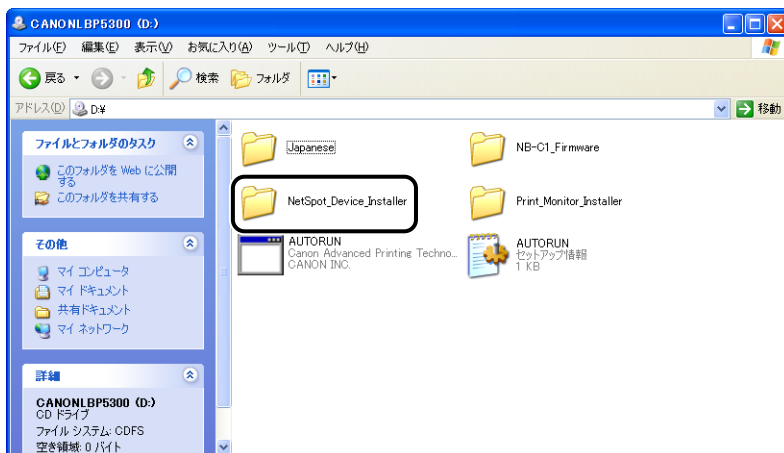 CANONLBP5300 (D:)
ファイル(F) 編集(E) 表示(V) お気に入り(A) ツール(T) ヘルプ(H)
戻る 検索 フォルダ
アドレス(D) D:¥ 移動
ファイルとフォルダのタスク
このフォルダを Web に公開
する
このフォルダを共有する
その他
マイ コンピュータ
マイ ドキュメント
共有ドキュメント
マイ ネットワーク
詳細
CANONLBP5300 (D:)
CD ドライブ
ファイル システム: CDFS
空き領域: 0 バイト
Japanese
NB-C1_Firmware
NetSpot_Device_Installer
Print_Monitor_Installer
AUTORUN
Canon Advanced Printing Techno...
CANON INC.
AUTORUN
セットアップ情報
1 KB